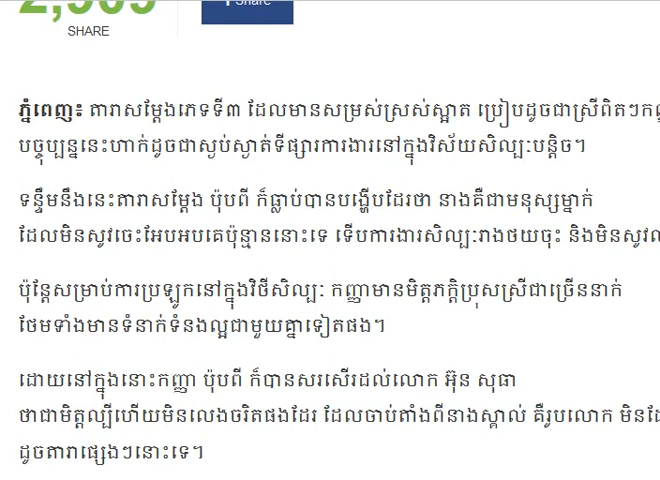 SHARE
Share
ភ្នំពេញ៖ តារាសម្តែងភេទទី៣ ដែលមានសម្រស់ស្រស់ស្អាត ប្រៀបដូចជាស្រីពិតៗ
បច្ចុប្បន្ននេះហាក់ដូចជាស្ងប់ស្ងាត់ទីផ្សារការងារនៅក្នុងវិស័យសិល្បៈបន្តិច។
ទន្ទឹមនឹងនេះតារាសម្តែង ប៉ុបពី ក៏ធ្លាប់បានបង្ហើបដែរថា នាងគឺជាមនុស្សម្នាក់
ដែលមិនសូវចេះអែបអបគេប៉ុន្មាននោះទេ ទើបការងារសិល្បៈរាងថយចុះ និងមិនសូវ
ប៉ុន្តែសម្រាប់ការប្រឡូកនៅក្នុងវិថីសិល្បៈ កញ្ញាមានមិត្តភក្តិប្រុសស្រីជាច្រើននាក់
ថែមទាំងមានទំនាក់ទំនងល្អជាមួយគ្នាទៀតផង។
ដោយនៅក្នុងនោះកញ្ញា ប៉ុបពី ក៏បានសរសើរដល់លោក អ៊ុន សុធា
ថាជាមិត្តល្បីហើយមិនលេងចរិតផងដែរ ដែលចាប់តាំងពីនាងស្គាល់ គឺរូបលោក
ដូចតារាផ្សេងៗនោះទេ។